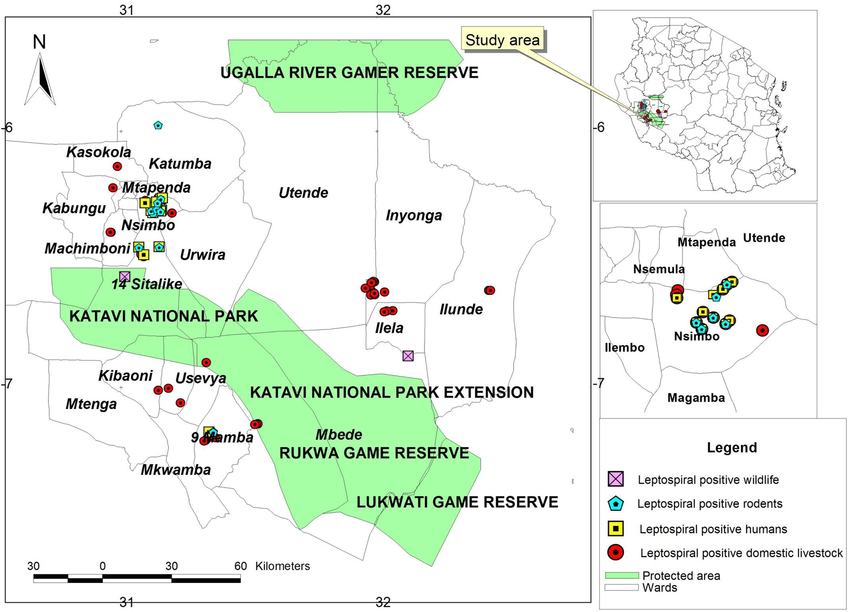 31
32
N
Study area
UGALLA RIVER GAMER RESERVE
-6
-6
Kasokola
Katumba
Mtapenda
Utende
Kabungu
Inyonga
Nsimbo
Machimboni
Urwira
14 Sitalike
Ilunde
KATAVI NATIONAL PARK
Ilela
-7
-7
Kibaoni
Usevya
KATAVI NATIONAL PARK EXTENSION
Mtenga
9 Mamba
Mbede
RUKWA GAME RESERVE
Mkwamba
LUKWATI GAME RESERVE
30 0 30 60 Kilometers
31
32
Mtapenda
Utende
Nsemula
Nsimbo
Ilembo
Magamba
Legend
Leptospiral positive wildlife
Leptospiral positive rodents
Leptospiral positive humans
Leptospiral positive domestic livestock
Protected area
Wards